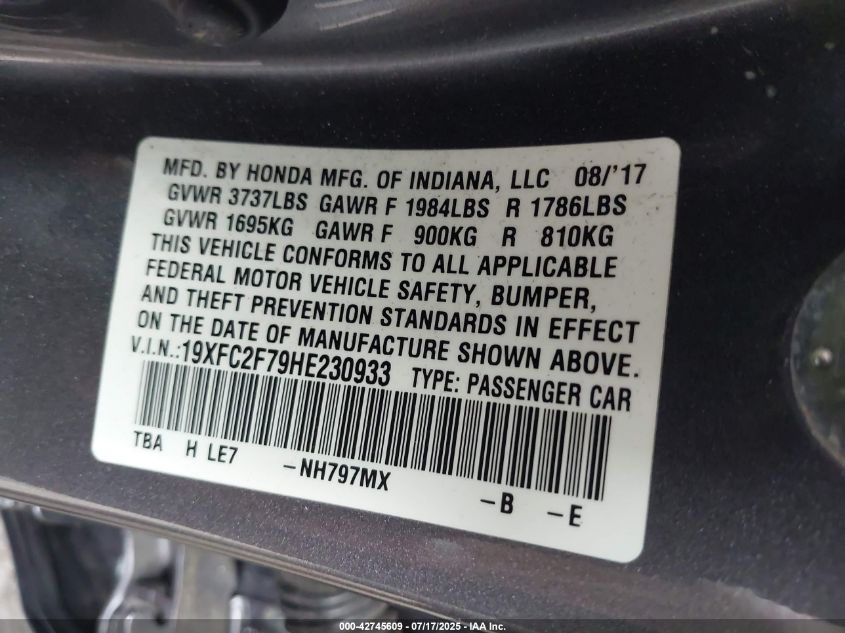 MFD. BY HONDA MFG. OF INDIANA, LLC 08/'17
GVWR 3737LBS GAWR F 1984LBS R 1786LBS
GVWR 1695KG GAWR F 900KG R 810KG
THIS VEHICLE CONFORMS TO ALL APPLICABLE
FEDERAL MOTOR VEHICLE SAFETY, BUMPER,
AND THEFT PREVENTION STANDARDS IN EFFECT
ON THE DATE OF MANUFACTURE SHOWN ABOVE.
V.I.N.:19XFC2F79HE230933 TYPE: PASSENGER CAR
TBA H LE7 -NH797MX -B -E
000-42745609 - 07/17/2025 - IAA Inc.